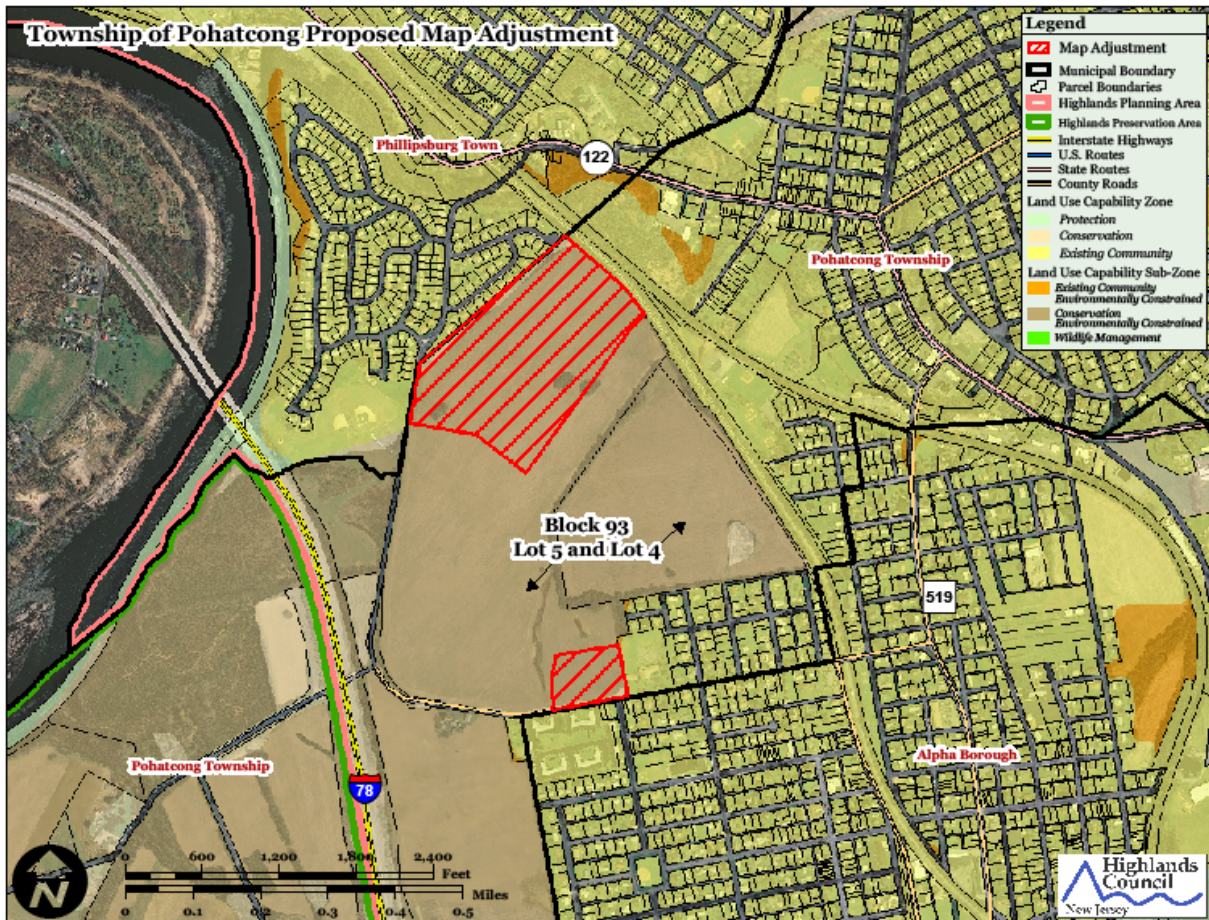 Township of Pohatcong Proposed Map Adjustment
Legend
Map Adjustment
Municipal Boundary
Parcel Boundaries
Highlands Planning Area
Highlands Preservation Area
Interstate Highways
U.S. Routes
State Routes
County Roads
Land Use Capability Zone
Protection
Conservation
Existing Community
Land Use Capability Sub-Zone
Existing Community
Environmentally Constrained
Conservation
Environmentally Constrained
Wildlife Management
Phillipsburg Town
122
Pohatcong Township
Block 93
Lot 5 and Lot 4
519
Pohatcong Township
Alpha Borough
78
N
0 600 1,200 1,800 2,400
Feet
Miles
0 0.1 0.2 0.3 0.4 0.5
Highlands
Council
New Jersey